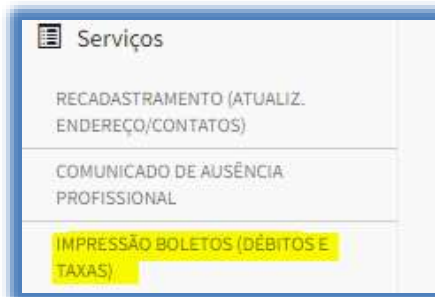 Serviços
RECADASTRAMENTO (ATUALIZ.
ENDEREÇO/CONTATOS)
COMUNICADO DE AUSÊNCIA
PROFISSIONAL
IMPRESSÃO BOLETOS (DÉBITOS E
TAXAS)